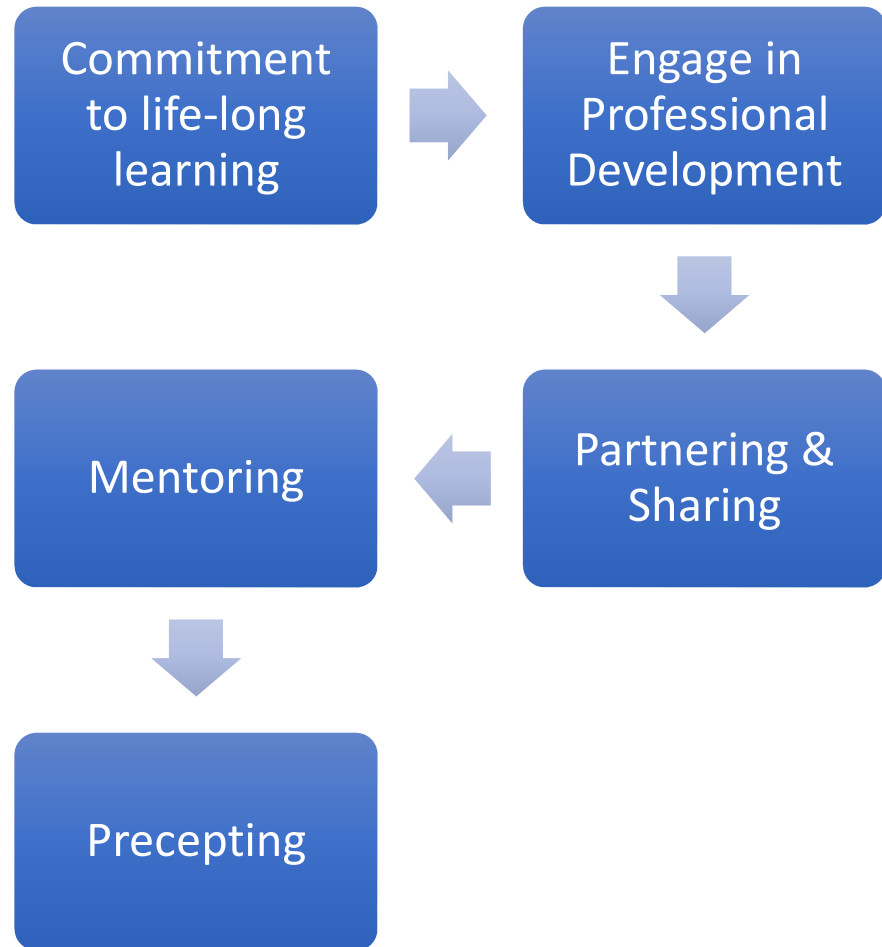 Commitment
to life-long
learning
Engage in
Professional
Development
Partnering &
Sharing
Mentoring
Precepting